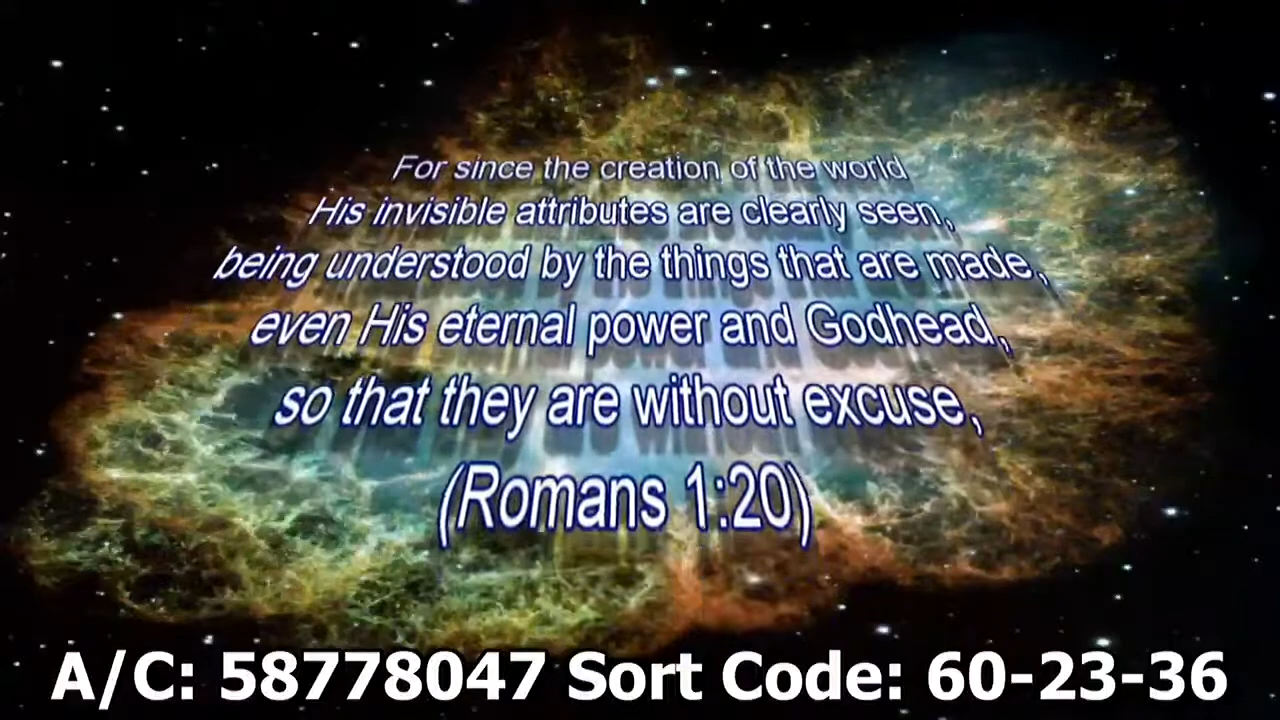 For since the creation of the world
His invisible attributes are clearly seen,
being understood by the things that are made,
even His eternal power and Godhead,
so that they are without excuse,
(Romans 1:20)
A/C: 58778047 Sort Code: 60-23-36